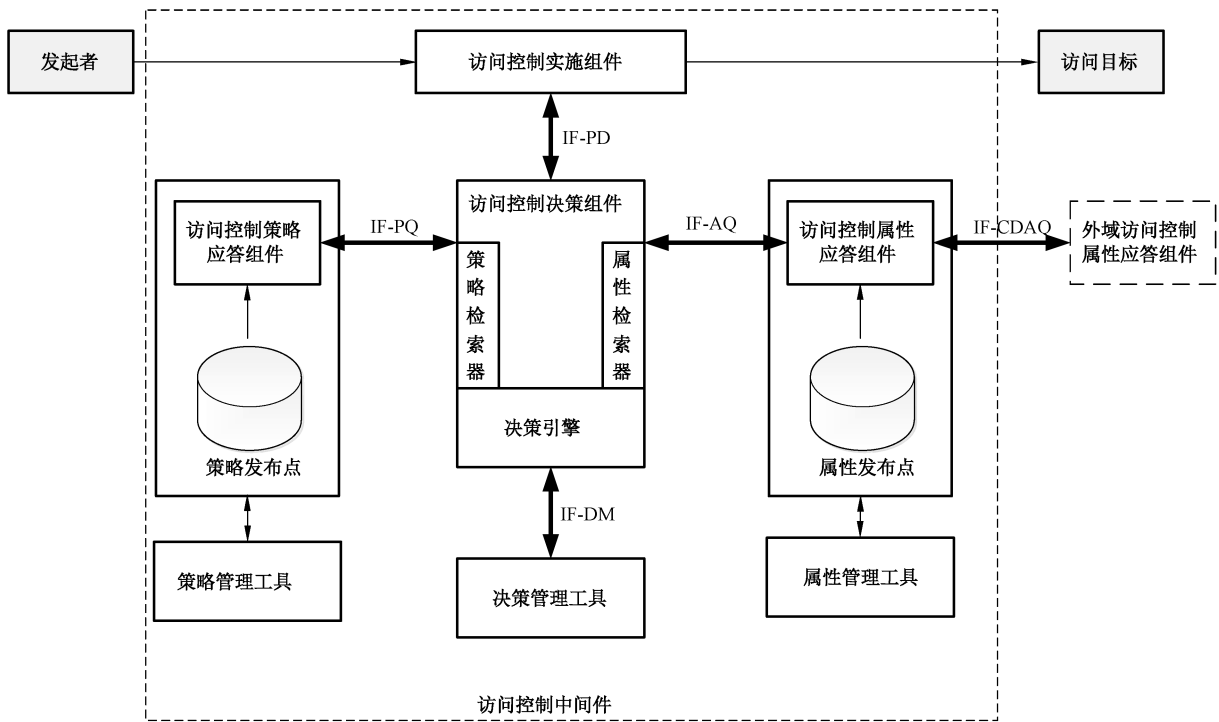 发起者
访问控制实施组件
访问目标
IF-PD
访问控制策略
应答组件
IF-PQ
访问控制决策组件
IF-AQ
访问控制属性
应答组件
IF-CDAQ
外域访问控制
属性应答组件
策略检索器
属性检索器
决策引擎
策略发布点
属性发布点
IF-DM
策略管理工具
决策管理工具
属性管理工具
访问控制中间件